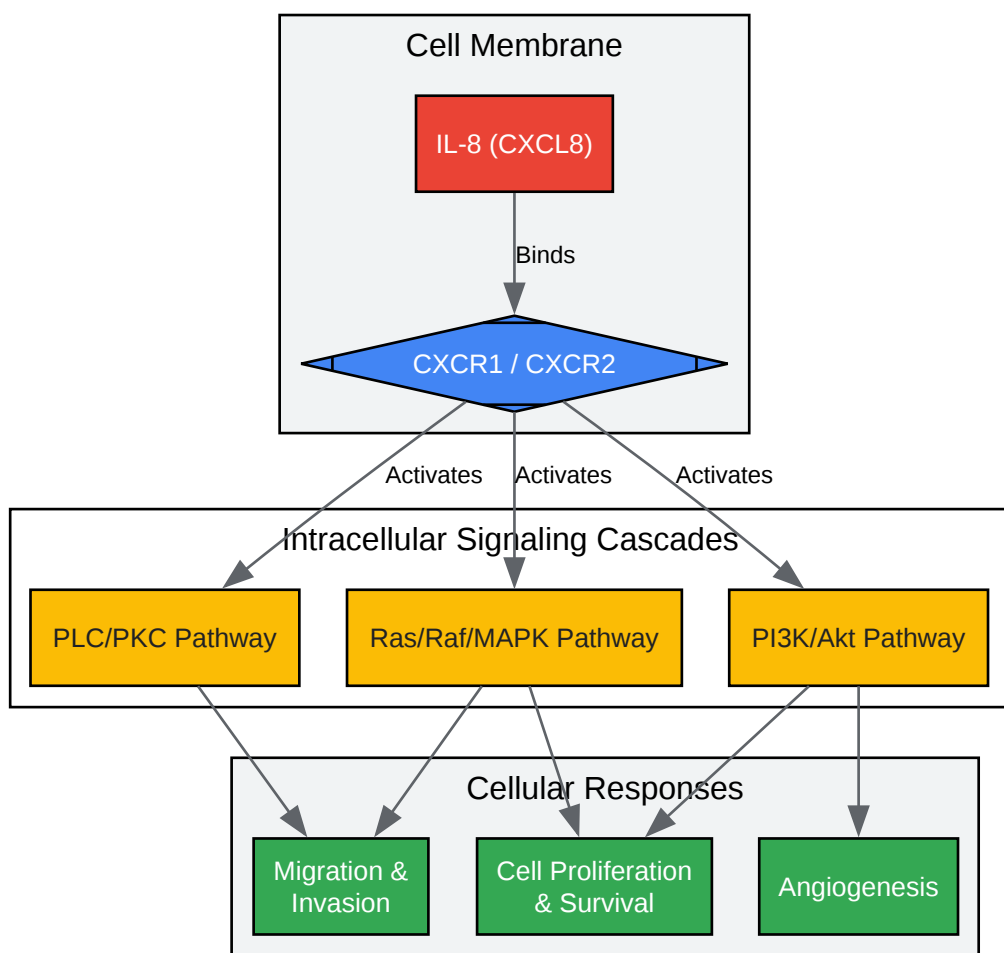 Cell Membrane
IL-8 (CXCL8)
Binds
CXCR1 / CXCR2
Activates
Activates
Activates
Intracellular Signaling Cascades
PLC/PKC Pathway
Ras/Raf/MAPK Pathway
PI3K/Akt Pathway
Cellular Responses
Migration &
Invasion
Cell Proliferation
& Survival
Angiogenesis